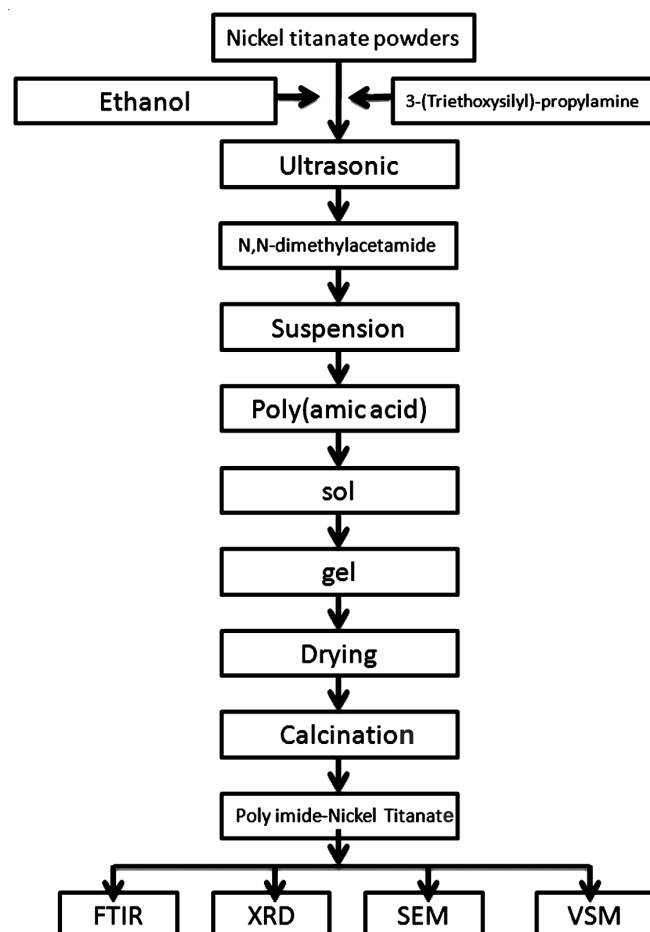 Nickel titanate powders
Ethanol
3-(Triethoxysilyl)-propylamine
Ultrasonic
N,N-dimethylacetamide
Suspension
Poly(amic acid)
sol
gel
Drying
Calcination
Poly imide-Nickel Titanate
FTIR
XRD
SEM
VSM